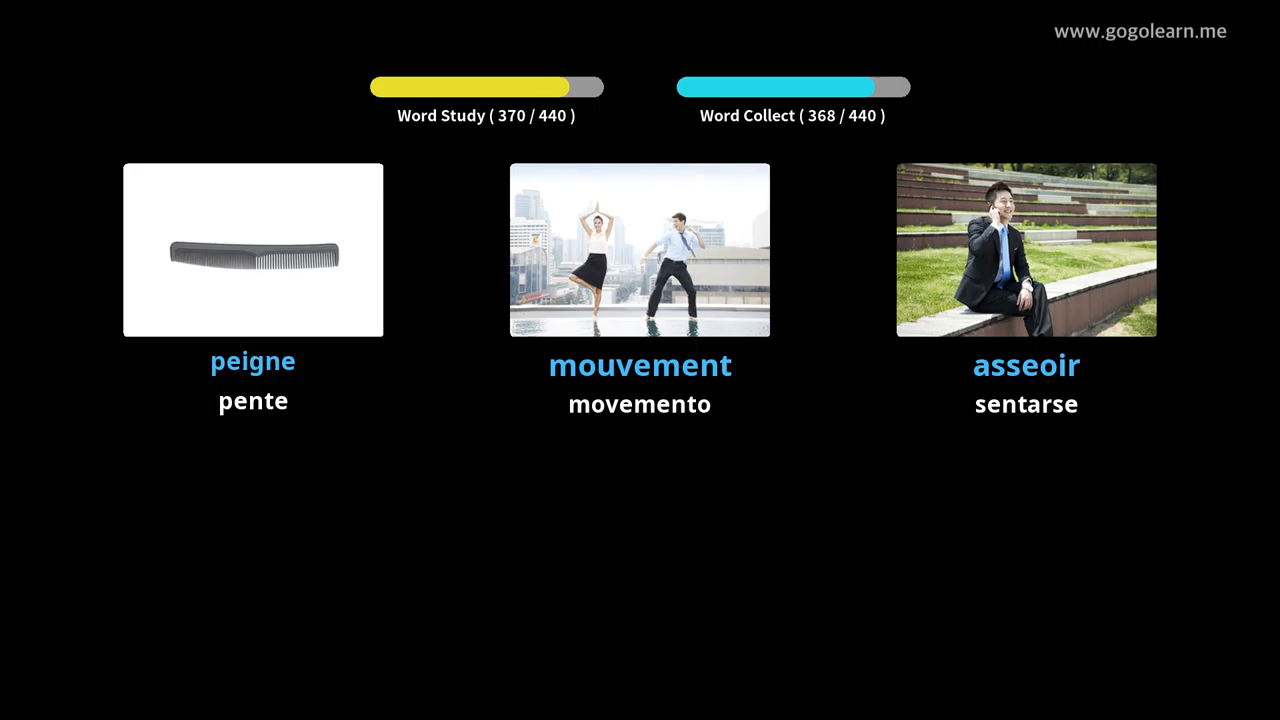 www.gogolearn.me
Word Study ( 370 / 440 )
Word Collect ( 368 / 440 )
peigne
pente
mouvement
movemento
asseoir
sentarse